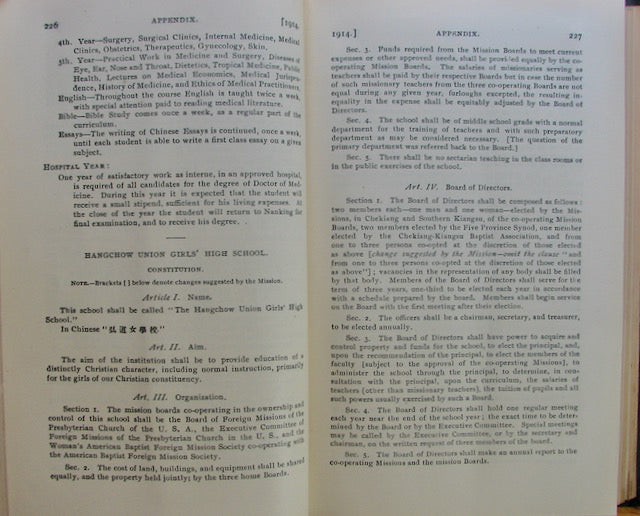 226 APPENDIX. [1914.
4th. Year—Surgery, Surgical Clinics, Internal Medicine, Medical
Clinics, Obstetrics, Therapeutics, Gynecology, Skin.
5th. Year—Practical Work in Medicine and Surgery, Diseases of
Eye, Ear, Nose and Throat, Dietetics, Tropical Medicine, Public
Health, Lectures on Medical Economics, Medical Jurispru-
dence, History of Medicine, and Ethics of Medical Practitioners.
English—Throughout the course English is taught twice a week,
with special attention paid to reading medical literature.
Bible—Bible Study comes once a week, as a regular part of the
curriculum.
Essays—The writing of Chinese Essays is continued, once a week,
until each student is able to write a first class essay on a given
subject.
HOSPITAL YEAR:
One year of satisfactory work as interne, in an approved hospital,
is required of all candidates for the degree of Doctor of Med-
icine. During this year it is expected that the student will
receive a small stipend, sufficient for his living expenses. At
the close of the year the student will return to Nanking for
final examination, and to receive his degree.
HANGCHOW UNION GIRLS' HIGH SCHOOL.
CONSTITUTION.
NOTE.—Brackets [ ] below denote changes suggested by the Mission.
Article I. Name.
This school shall be called "The Hangchow Union Girls' High
School."
In Chinese "弘道女學校."
Art. II. Aim.
The aim of the institution shall be to provide education of a
distinctly Christian character, including normal instruction, primarily
for the girls of our Christian constituency.
Art. III. Organization.
Section 1. The mission boards co-operating in the ownership and
control of this school shall be the Board of Foreign Missions of the
Presbyterian Church of the U. S. A., the Executive Committee of
Foreign Missions of the Presbyterian Church in the U. S., and the
Woman's American Baptist Foreign Mission Society co-operating with
the American Baptist Foreign Mission Society.
Sec. 2. The cost of land, buildings, and equipment shall be shared
equally, and the property held jointly; by the three home Boards.
1914.] APPENDIX. 227
Sec. 3. Funds required from the Mission Boards to meet current
expenses or other approved needs, shall be provided equally by the co-
operating Mission Boards. The salaries of missionaries serving as
teachers shall be paid by their respective Boards but in case the number
of such missionary teachers from the three co-operating Boards are not
equal during any given year, furloughs excepted, the resulting in-
equality in expense shall be equitably adjusted by the Board of
Directors.
Sec. 4. The school shall be of middle school grade with a normal
department for the training of teachers and with such preparatory
department as may be considered necessary. [The question of the
primary department was referred back to the Board.]
Sec. 5. There shall be no sectarian teaching in the class rooms or
in the public exercises of the school.
Art. IV. Board of Directors.
Section 1. The Board of Directors shall be composed as follows:
two members each—one man and one woman—elected by the Mis-
sions, in Chekiang and Southern Kiangsu, of the co-operating Mission
Boards, two members elected by the Five Province Synod, one member
elected by the Chekiang-Kiangsu Baptist Association, and from
one to three persons co-opted at the discretion of those elected
as above [change suggested by the Mission—omit the clause "and
from one to three persons co-opted at the discretion of those elected
as above"]; vacancies in the representation of any body shall be filled
by that body. Members of the Board of Directors shall serve for the
term of three years, one-third to be elected each year in accordance
with a schedule prepared by the board. Members shall begin service
on the Board with the first meeting after their election.
Sec. 2. The officers shall be a chairman, secretary, and treasurer,
to be elected annually.
Sec. 3. The Board of Directors shall have power to acquire and
control property and funds for the school, to elect the principal, and,
upon the recommendation of the principal, to elect the members of the
faculty [subject to the approval of the co-operating Missions], to
administer the school through the principal, to determine, in con-
sultation with the principal, upon the curriculum, the salaries of
teachers (other than missionary teachers), the tuition of pupils and all
such powers usually exercised by such a Board.
Sec. 4. The Board of Directors shall hold one regular meeting
each year near the end of the school year; the exact time to be deter-
mined by the Board or by the Executive Committee. Special meetings
may be called by the Executive Committee, or by the secretary and
chairman, on the written request of three members of the board.
Sec. 5. The Board of Directors shall make an annual report to the
co-operating Missions and the mission Boards.